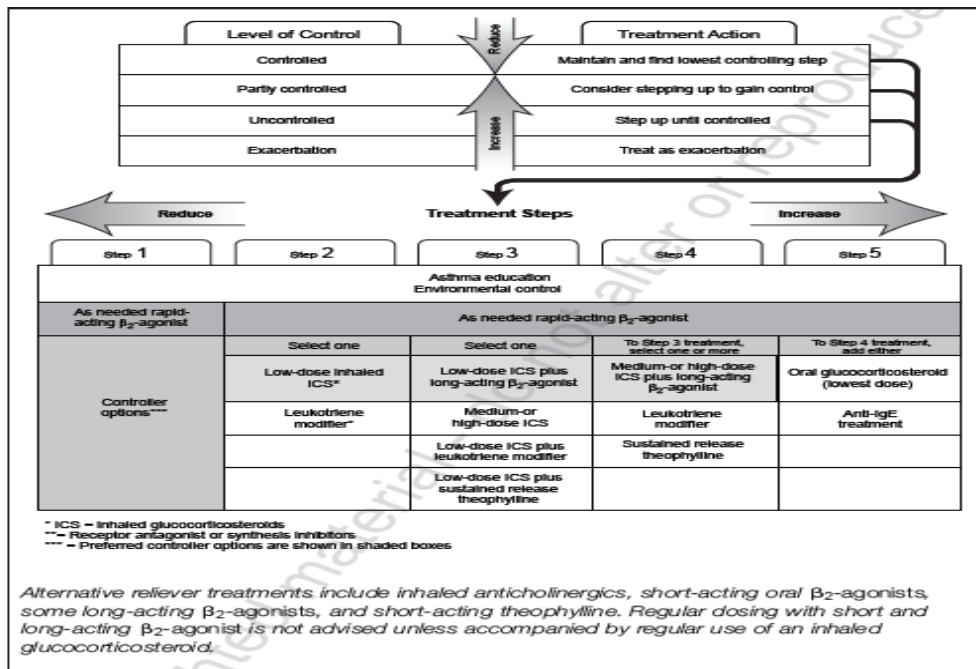 Level of Control
Treatment Action
Reduce
Controlled
Maintain and find lowest controlling step
Partly controlled
Consider stepping up to gain control
Uncontrolled
Step up until controlled
Increase
Exacerbation
Treat as exacerbation
Reduce
Treatment Steps
Increase
Step 1
Step 2
Step 3
Step 4
Step 5
Asthma education
Environmental control
As needed rapid-
acting β₂-agonist
As needed rapid-acting β₂-agonist
Controller
options***
Select one
Select one
To Step 3 treatment,
select one or more
To Step 4 treatment,
add either
Low-dose inhaled
ICS*
Low-dose ICS plus
long-acting β₂-agonist
Medium-or high-dose
ICS plus long-acting
β₂-agonist
Oral glucocorticosteroid
(lowest dose)
Leukotriene
modifier*
Medium-or
high-dose ICS
Leukotriene
modifier
Anti-IgE
treatment
Low-dose ICS plus
leukotriene modifier
Sustained release
theophylline
Low-dose ICS plus
sustained release
theophylline
* ICS = Inhaled glucocorticosteroids
**= Receptor antagonist or synthesis inhibitors
*** = Preferred controller options are shown in shaded boxes
Alternative reliever treatments include inhaled anticholinergics, short-acting oral β₂-agonists,
some long-acting β₂-agonists, and short-acting theophylline. Regular dosing with short and
long-acting β₂-agonist is not advised unless accompanied by regular use of an inhaled
glucocorticosteroid.
material- do not alter or reproduce